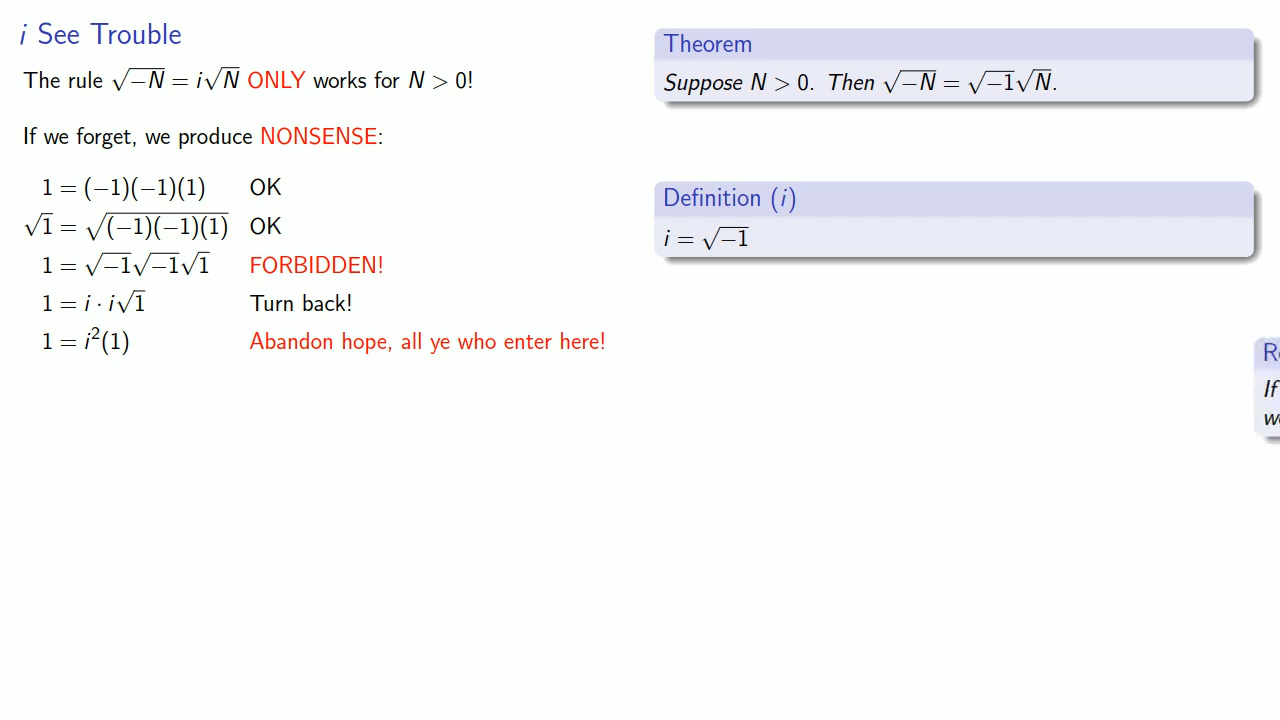 i See Trouble
The rule √−N = i√N ONLY works for N > 0!
If we forget, we produce NONSENSE:
1 = (−1)(−1)(1) OK
√1 = √(−1)(−1)(1) OK
1 = √−1√−1√1 FORBIDDEN!
1 = i · i√1 Turn back!
1 = i²(1) Abandon hope, all ye who enter here!
Theorem
Suppose N > 0. Then √−N = √−1√N.
Definition (i)
i = √−1
If